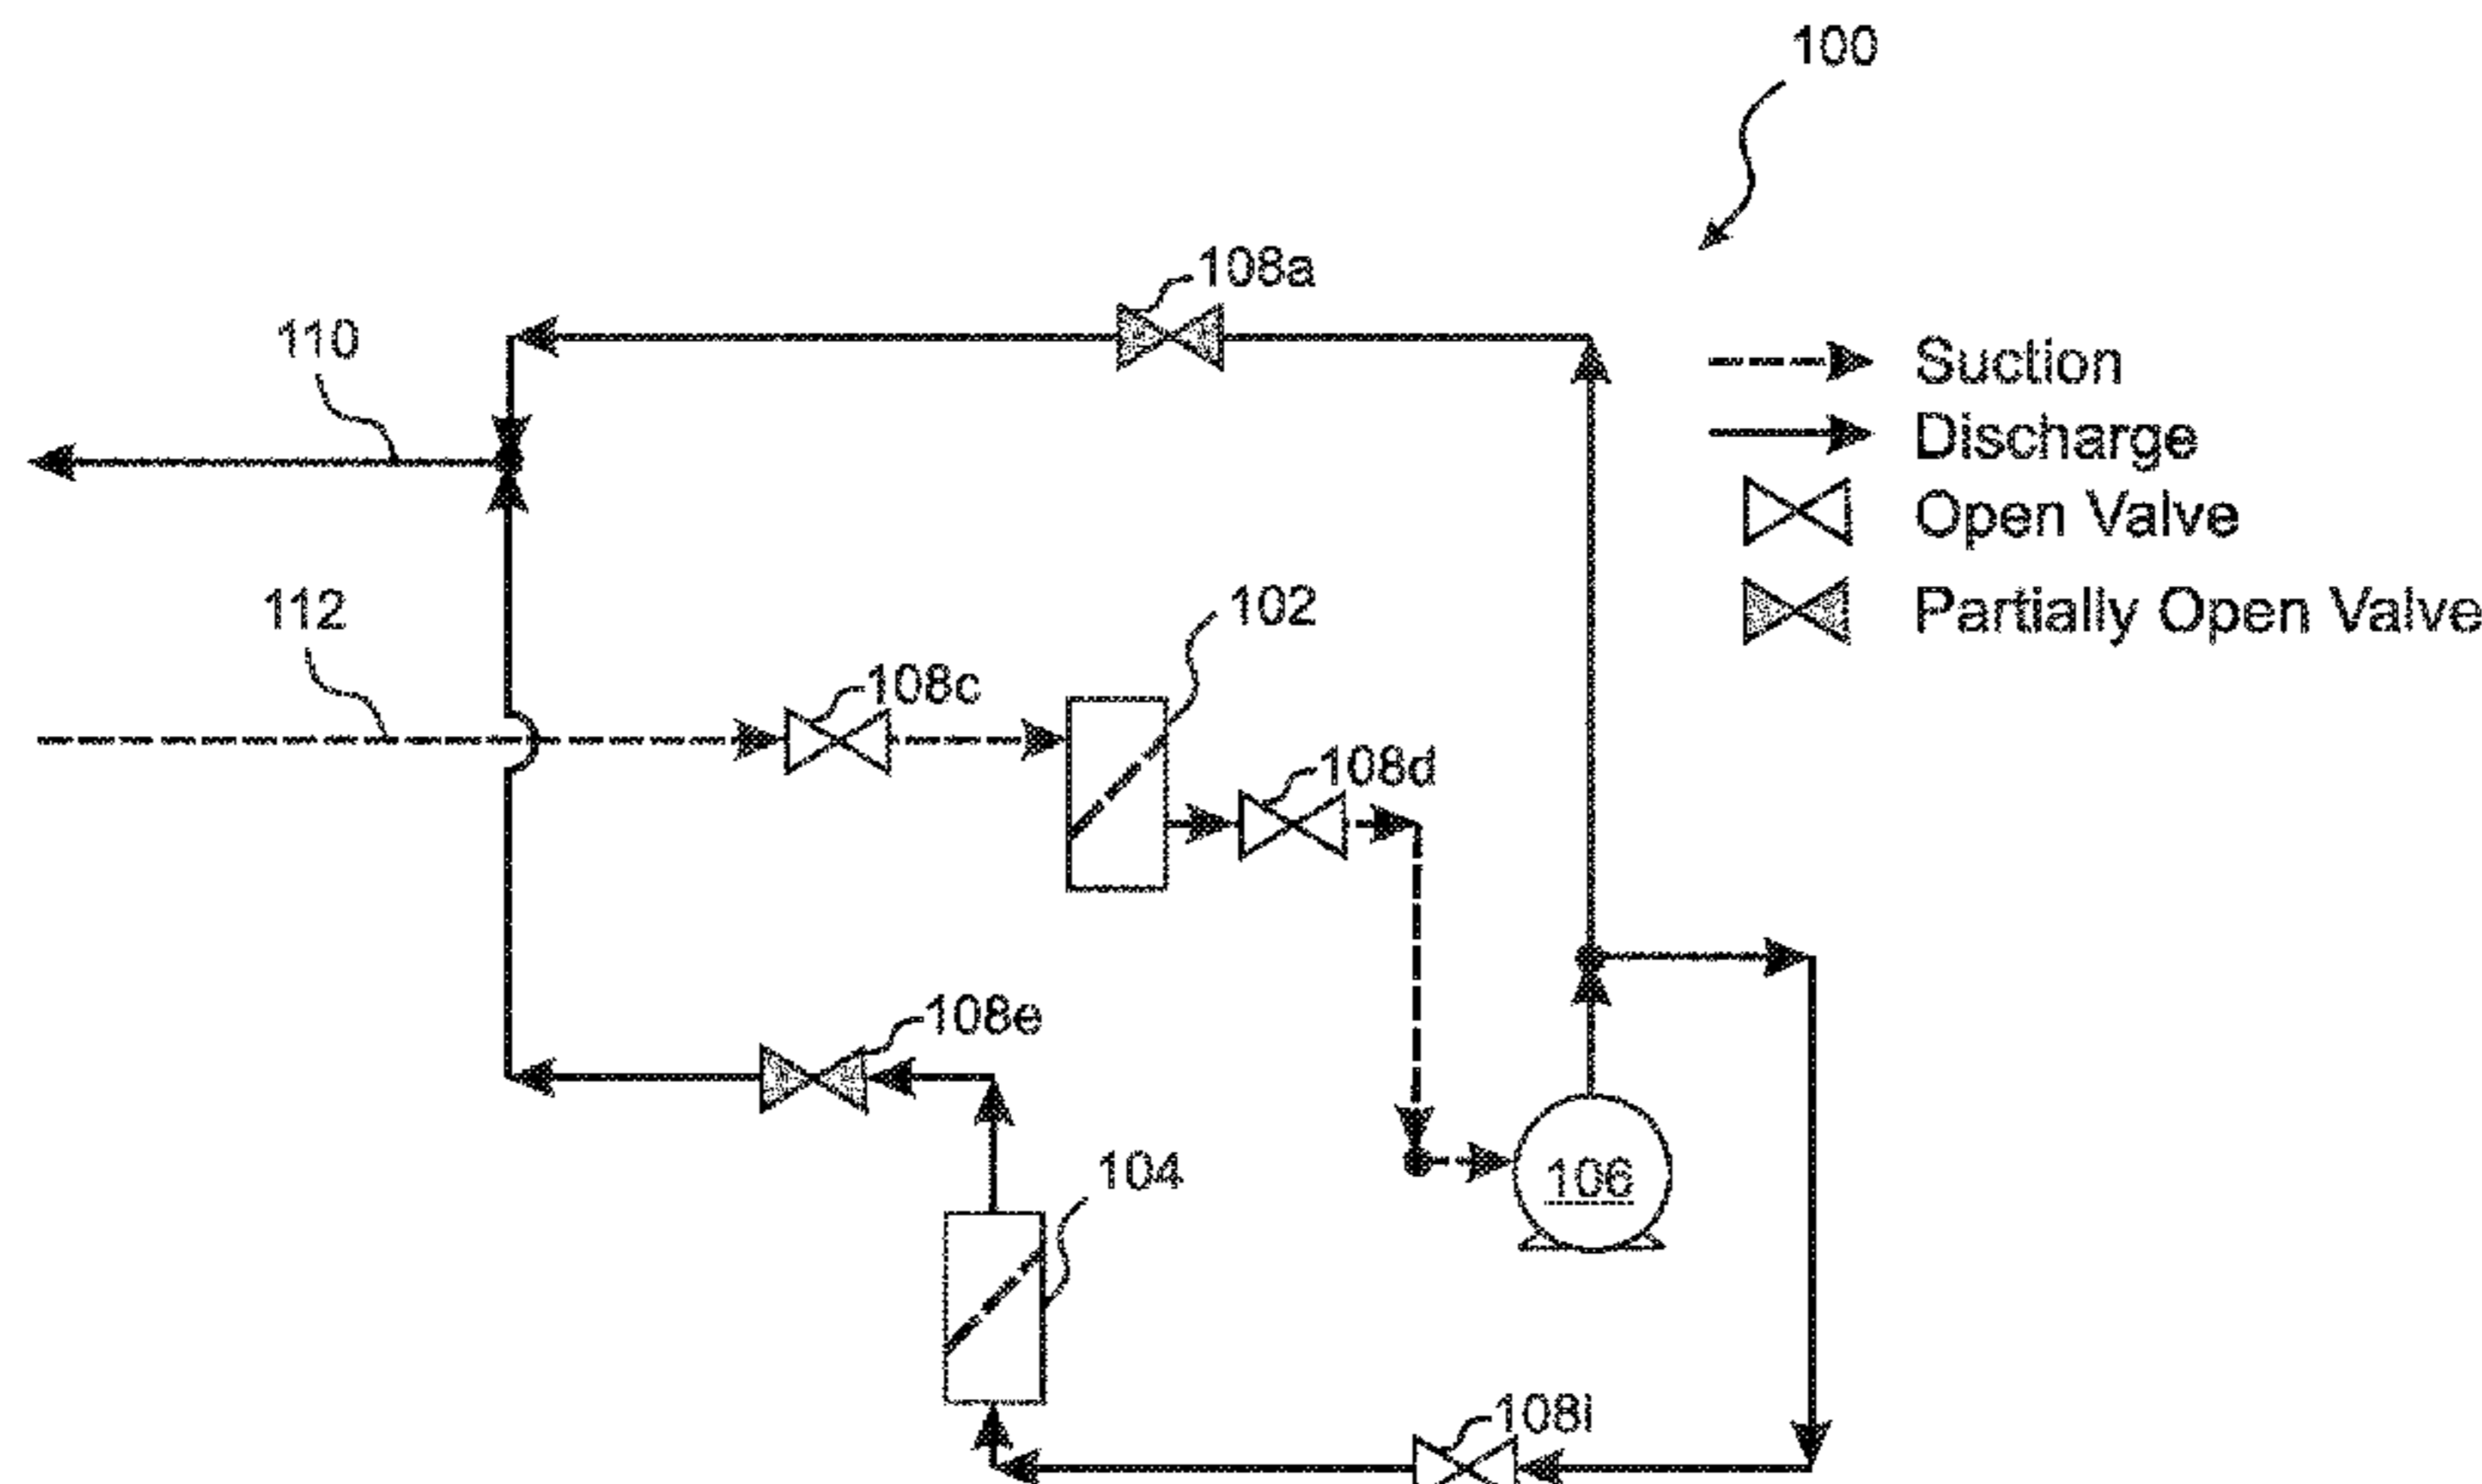 100
108a
110
Suction
Discharge
Open Valve
Partially Open Valve
112
102
108c
108d
108e
104
106
108i